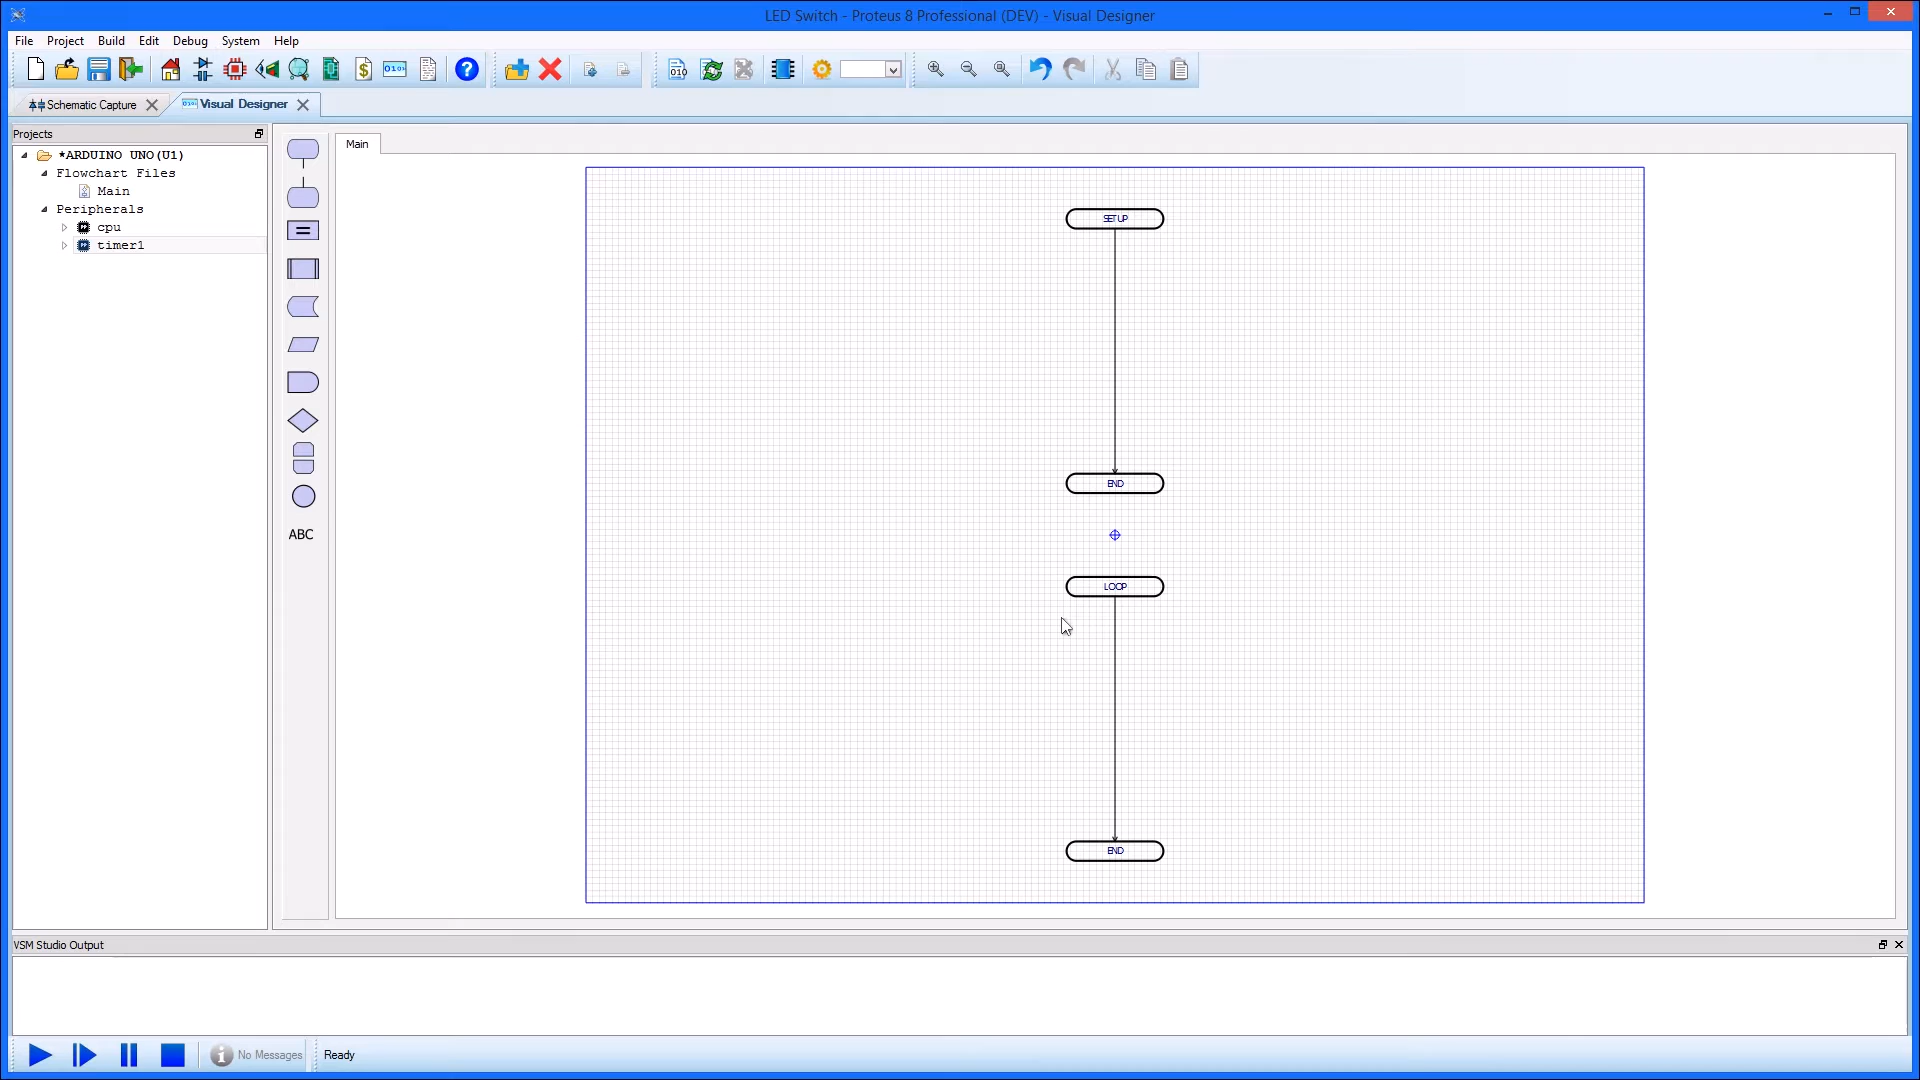 LED Switch - Proteus 8 Professional (DEV) - Visual Designer
File Project Build Edit Debug System Help
Schematic Capture
Visual Designer
Projects
*ARDUINO UNO(U1)
Flowchart Files
Main
Peripherals
cpu
timer1
ABC
Main
SETUP
END
LOOP
END
VSM Studio Output
No Messages
Ready